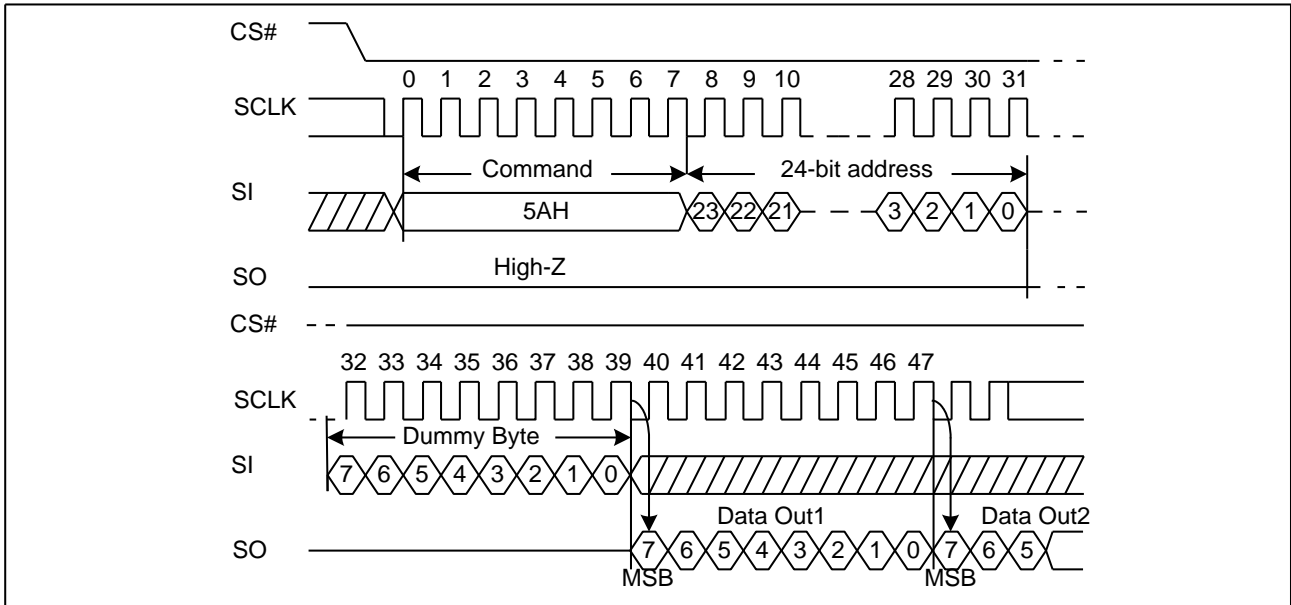 CS#
0 1 2 3 4 5 6 7 8 9 10 28 29 30 31
SCLK
Command 24-bit address
SI
5AH 23 22 21 3 2 1 0
High-Z
SO
CS#
32 33 34 35 36 37 38 39 40 41 42 43 44 45 46 47
SCLK
Dummy Byte
SI
7 6 5 4 3 2 1 0
Data Out1 Data Out2
SO
7 6 5 4 3 2 1 0 7 6 5
MSB MSB